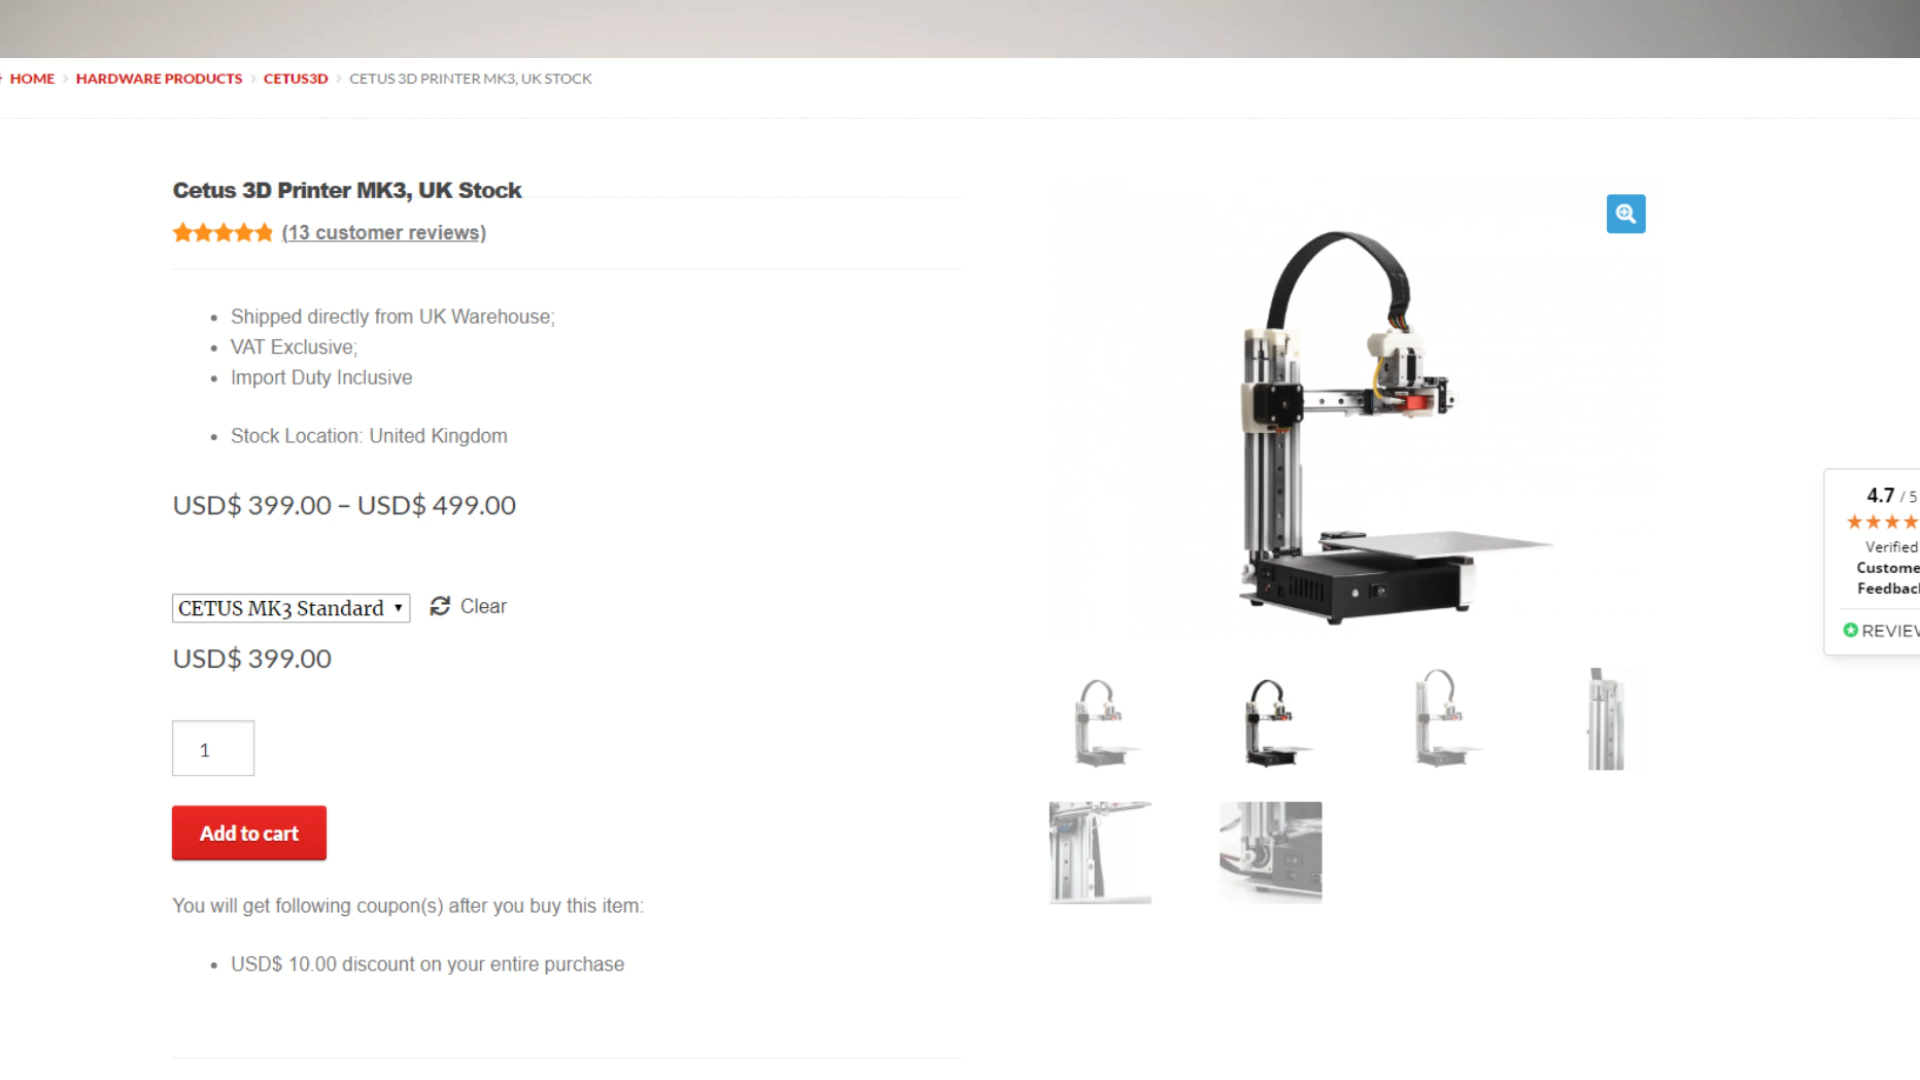 HOME > HARDWARE PRODUCTS > CETUS3D > CETUS 3D PRINTER MK3, UK STOCK
Cetus 3D Printer MK3, UK Stock
(13 customer reviews)
• Shipped directly from UK Warehouse;
• VAT Exclusive;
• Import Duty Inclusive
• Stock Location: United Kingdom
USD$ 399.00 – USD$ 499.00
CETUS MK3 Standard
Clear
USD$ 399.00
1
Add to cart
You will get following coupon(s) after you buy this item:
• USD$ 10.00 discount on your entire purchase
4.7 / 5
Verified
Custome
Feedbac
REVIE